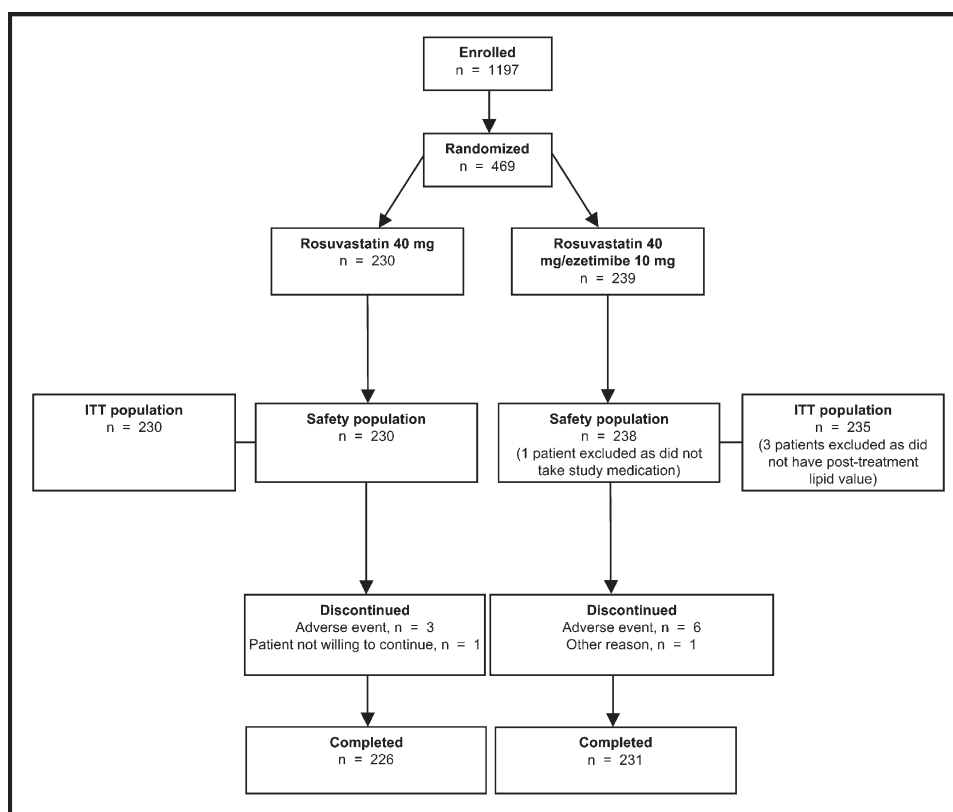 Enrolled
n = 1197
Randomized
n = 469
Rosuvastatin 40 mg
n = 230
Rosuvastatin 40
mg/ezetimibe 10 mg
n = 239
ITT population
n = 230
Safety population
n = 230
Safety population
n = 238
(1 patient excluded as did not
take study medication)
ITT population
n = 235
(3 patients excluded as did
not have post-treatment
lipid value)
Discontinued
Adverse event, n = 3
Patient not willing to continue, n = 1
Discontinued
Adverse event, n = 6
Other reason, n = 1
Completed
n = 226
Completed
n = 231